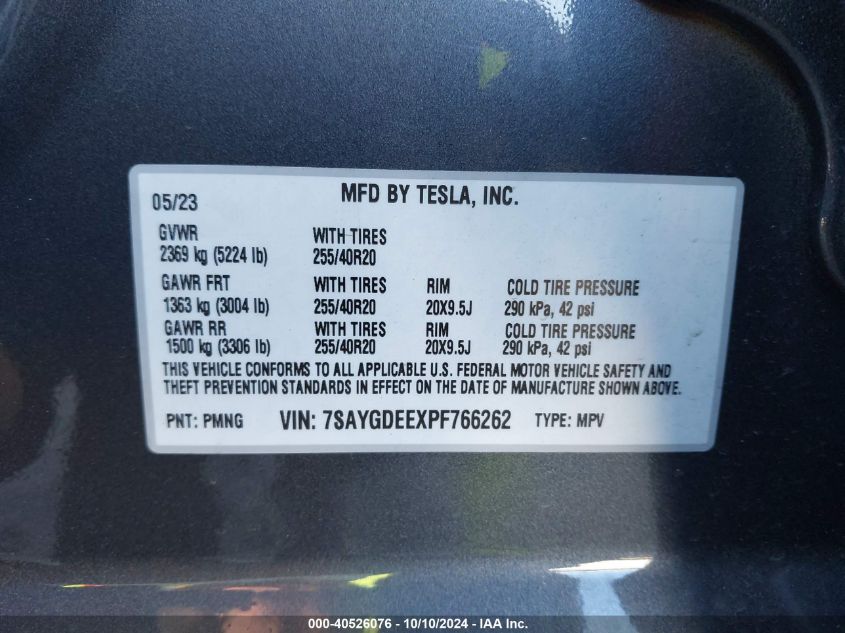 05/23 MFD BY TESLA, INC.
GVWR WITH TIRES
2369 kg (5224 lb) 255/40R20
GAWR FRT WITH TIRES RIM COLD TIRE PRESSURE
1363 kg (3004 lb) 255/40R20 20X9.5J 290 kPa, 42 psi
GAWR RR WITH TIRES RIM COLD TIRE PRESSURE
1500 kg (3306 lb) 255/40R20 20X9.5J 290 kPa, 42 psi
THIS VEHICLE CONFORMS TO ALL APPLICABLE U.S. FEDERAL MOTOR VEHICLE SAFETY AND
THEFT PREVENTION STANDARDS IN EFFECT ON THE DATE OF MANUFACTURE SHOWN ABOVE.
PNT: PMNG VIN: 7SAYGDEEXPF766262 TYPE: MPV
000-40526076 - 10/10/2024 - IAA Inc.